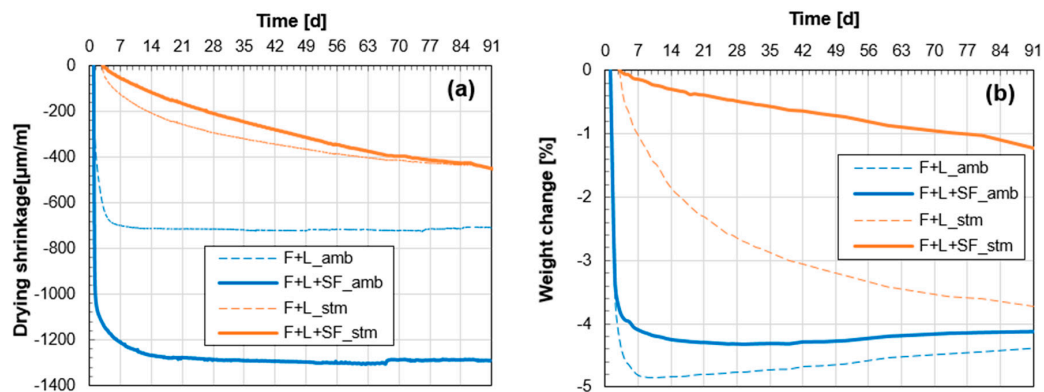 Time [d]
0 7 14 21 28 35 42 49 56 63 70 77 84 91
Drying shrinkage[µm/m]
0
-200
-400
-600
-800
-1000
-1200
-1400
(a)
F+L_amb
F+L+SF_amb
F+L_stm
F+L+SF_stm
Time [d]
0 7 14 21 28 35 42 49 56 63 70 77 84 91
Weight change [%]
0
-1
-2
-3
-4
-5
(b)
F+L_amb
F+L+SF_amb
F+L_stm
F+L+SF_stm